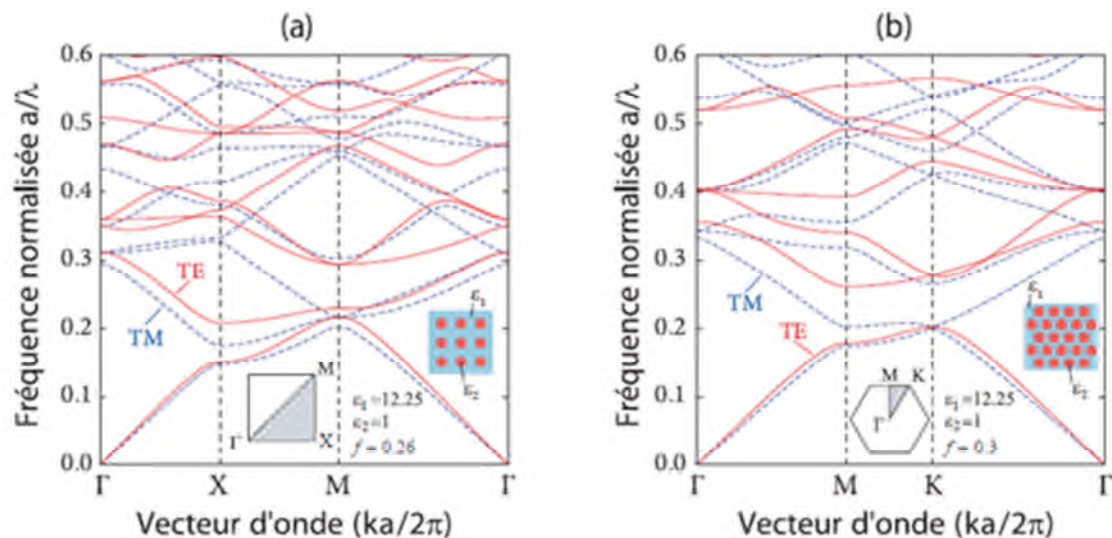 (a)
Fréquence normalisée a/λ
0.6
0.5
0.4
0.3
0.2
0.1
0.0
TE
TM
ε₁
ε₂
M
Γ
X
ε₁=12.25
ε₂=1
f = 0.26
Γ
X
M
Γ
Vecteur d'onde (ka/2π)
(b)
Fréquence normalisée a/λ
0.6
0.5
0.4
0.3
0.2
0.1
0.0
TM
TE
ε₁
ε₂
M K
Γ
ε₁=12.25
ε₂=1
f = 0.3
Γ
M
K
Γ
Vecteur d'onde (ka/2π)